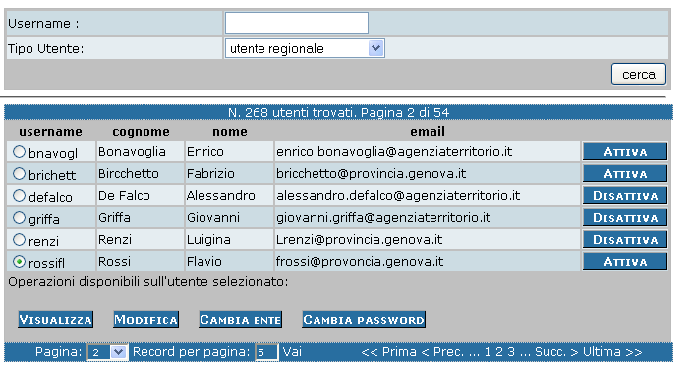 Username :
Tipo Utente: utente regionale
cerca
N. 268 utenti trovati. Pagina 2 di 54
username cognome nome email
bnavogl Bonavoglia Errico enrico bonavoglia@agenziaterritorio.it ATTIVA
brichett Bircchetto Fabrizio bricchetto@provincia.genova.it ATTIVA
defalco De Falco Alessandro alessandro.defalco@agenziaterritorio.it DISATTIVA
griffa Griffa Giovanni giovarni.griffa@agenziaterritorio.it DISATTIVA
renzi Renzi Luigina Lrenzi@provincia.genova.it DISATTIVA
rossifl Rossi Flavio frossi@provoncia.genova.it ATTIVA
Operazioni disponibili sull'utente selezionato:
VISUALIZZA MODIFICA CAMBIA ENTE CAMBIA PASSWORD
Pagina: 2 Record per pagina: 5 Vai << Prima < Prec. ... 1 2 3 ... Succ. > Ultima >>